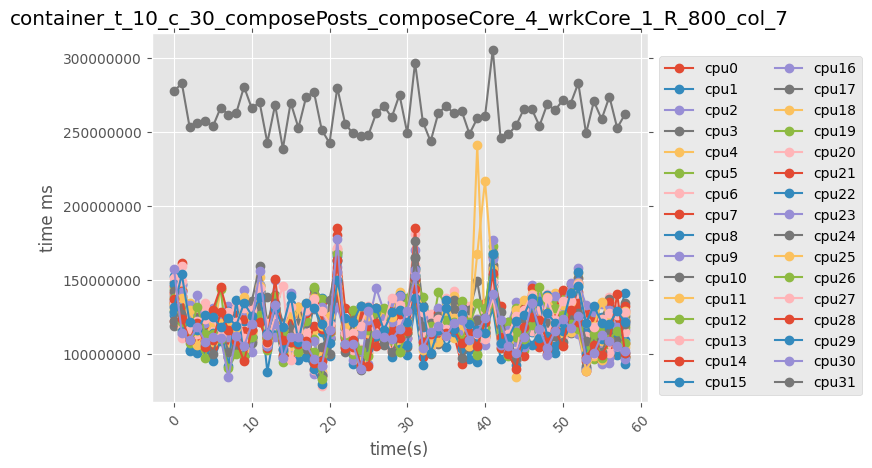 container_t_10_c_30_composePosts_composeCore_4_wrkCore_1_R_800_col_7
300000000
250000000
200000000
150000000
100000000
time ms
0
10
20
30
40
50
60
time(s)
cpu0
cpu1
cpu2
cpu3
cpu4
cpu5
cpu6
cpu7
cpu8
cpu9
cpu10
cpu11
cpu12
cpu13
cpu14
cpu15
cpu16
cpu17
cpu18
cpu19
cpu20
cpu21
cpu22
cpu23
cpu24
cpu25
cpu26
cpu27
cpu28
cpu29
cpu30
cpu31